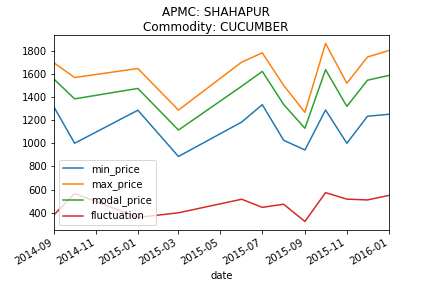 APMC: SHAHAPUR
Commodity: CUCUMBER
1800
1600
1400
1200
1000
800
600
400
min_price
max_price
modal_price
fluctuation
2014-09
2014-11
2015-01
2015-03
2015-05
2015-07
2015-09
2015-11
2016-01
date